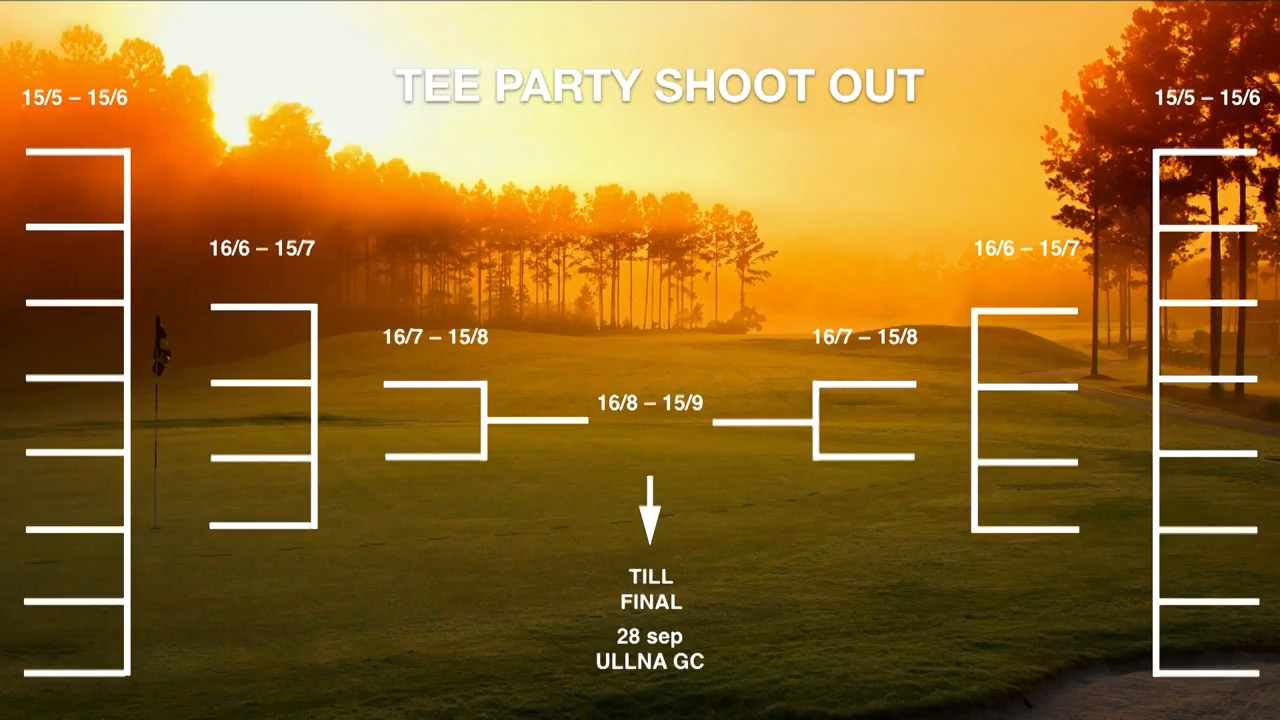 TEE PARTY SHOOT OUT
15/5 – 15/6
15/5 – 15/6
16/6 – 15/7
16/6 – 15/7
16/7 – 15/8
16/7 – 15/8
16/8 – 15/9
TILL
FINAL
28 sep
ULLNA GC